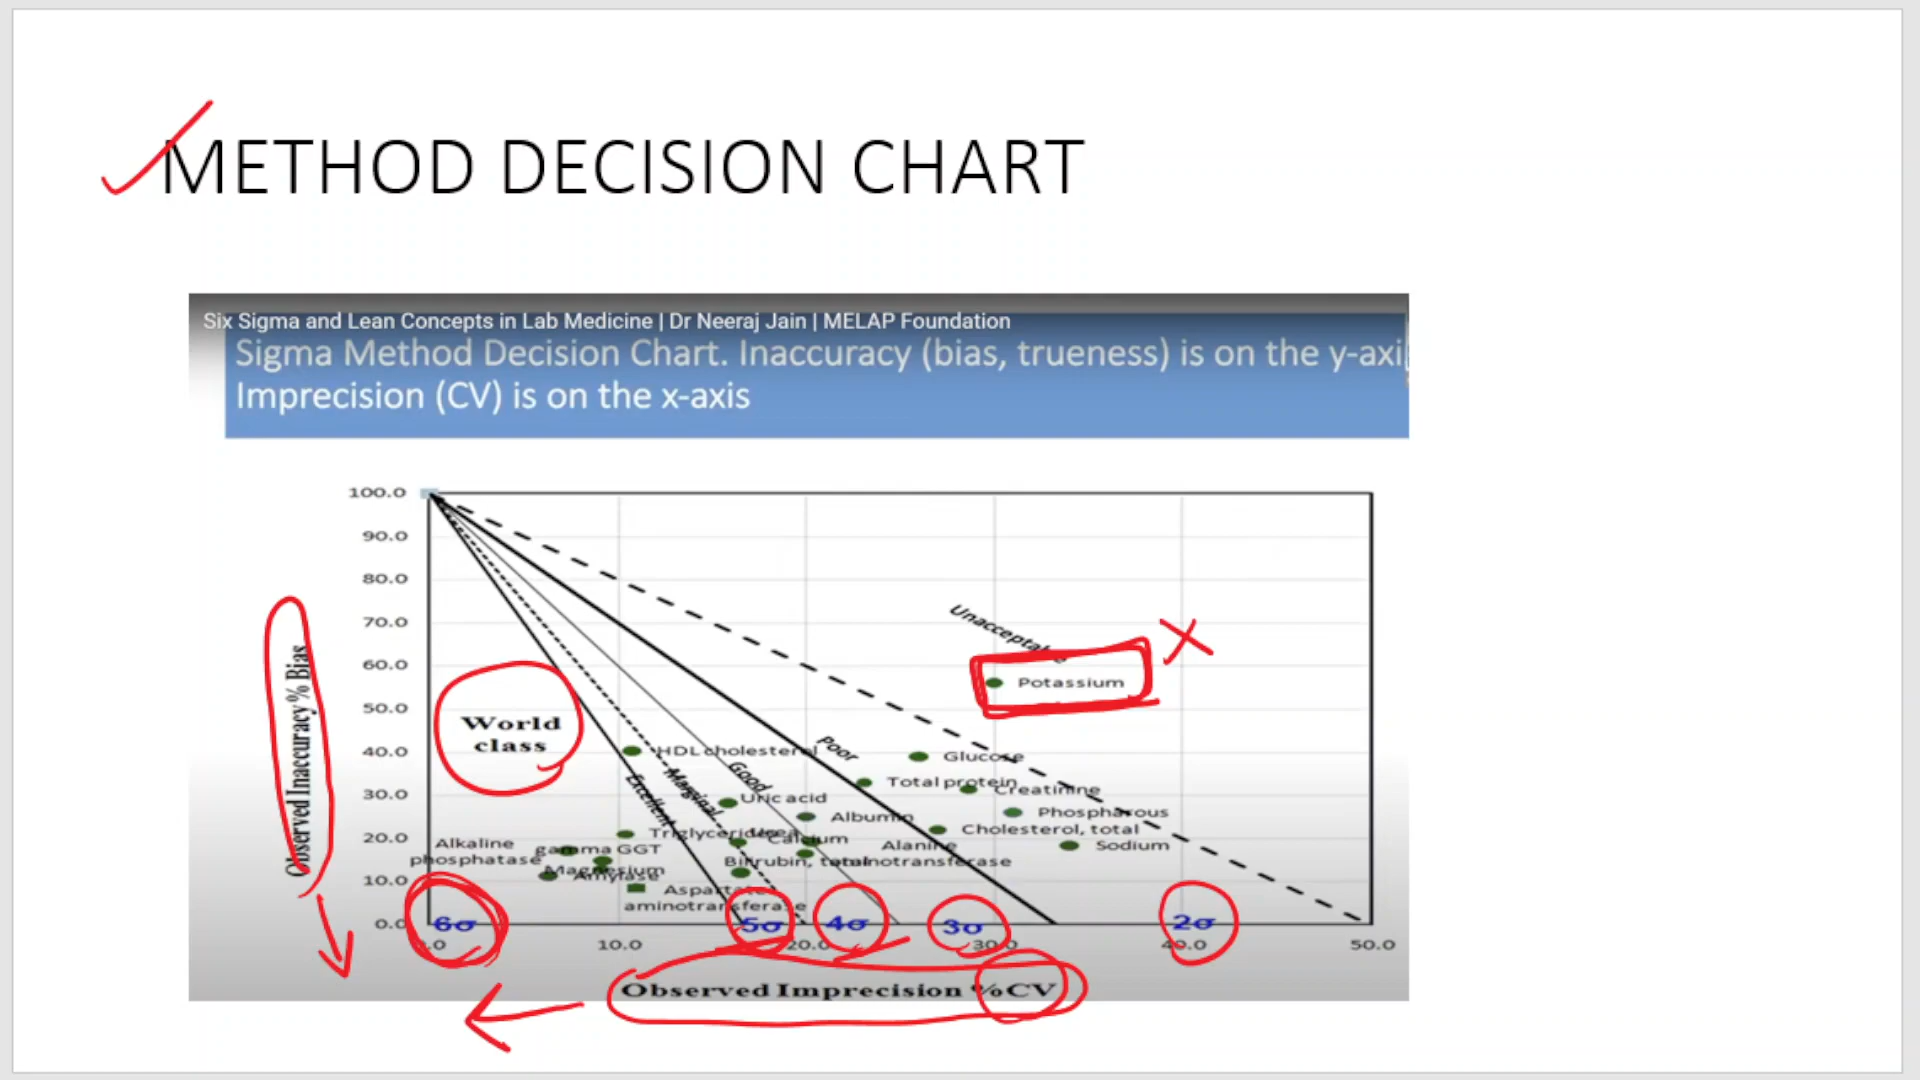 METHOD DECISION CHART
Six Sigma and Lean Concepts in Lab Medicine | Dr Neeraj Jain | MELAP Foundation
Sigma Method Decision Chart. Inaccuracy (bias, trueness) is on the y-axi
Imprecision (CV) is on the x-axis
100.0
90.0
80.0
70.0
60.0
50.0
40.0
30.0
20.0
10.0
0.0
Observed Inaccuracy % Bias
World
class
Excellent
Marginal
Good
Poor
Potassium
HDL cholesterol
Glucose
Total protein
Creatinine
Uric acid
Albumin
Phospharous
Cholesterol, total
Sodium
Triglycerides
Urea
Calcium
Alkaline
phosphatase
gamma GGT
Magnesium
Amylase
Bilirubin, total
Alanine
aminotransferase
Aspartate
aminotransferase
6σ
5σ
4σ
3σ
2σ
10.0
20.0
30.0
40.0
50.0
Observed Imprecision %CV